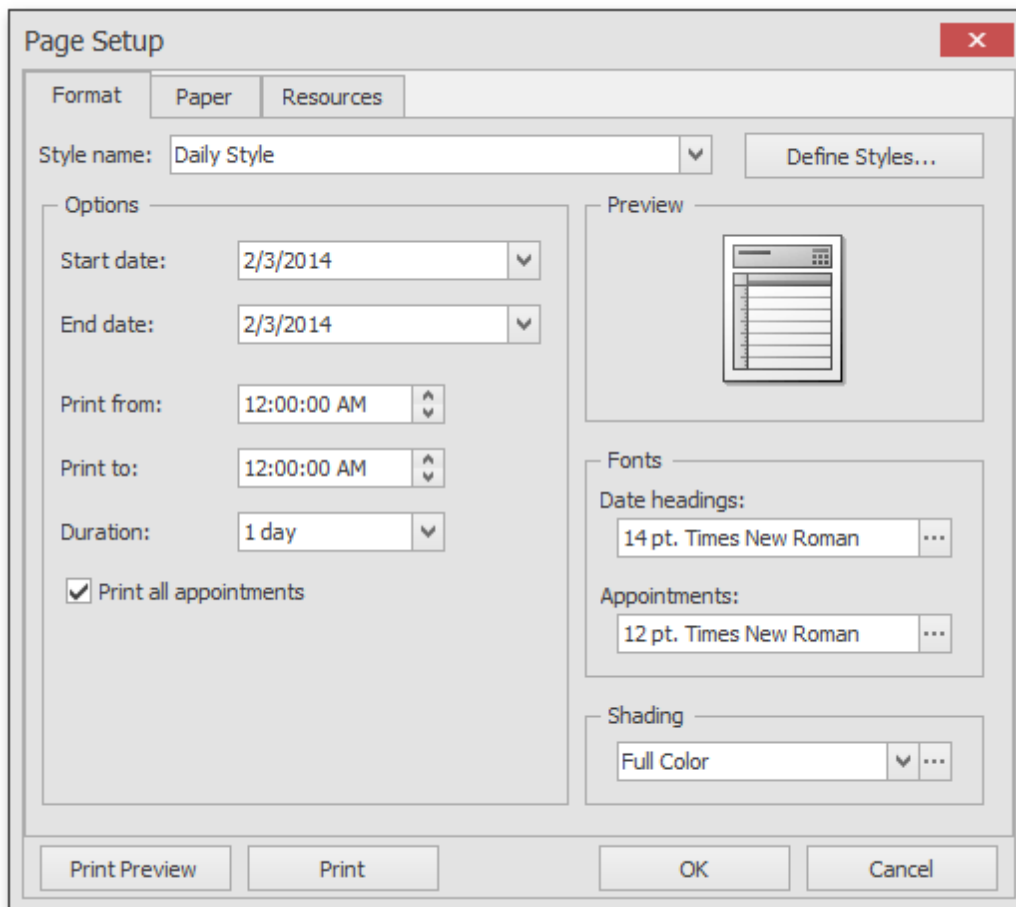 Page Setup
Format Paper Resources
Style name: Daily Style Define Styles...
Options
Start date: 2/3/2014
End date: 2/3/2014
Print from: 12:00:00 AM
Print to: 12:00:00 AM
Duration: 1 day
Print all appointments
Preview
Fonts
Date headings:
14 pt. Times New Roman ...
Appointments:
12 pt. Times New Roman ...
Shading
Full Color ...
Print Preview Print OK Cancel